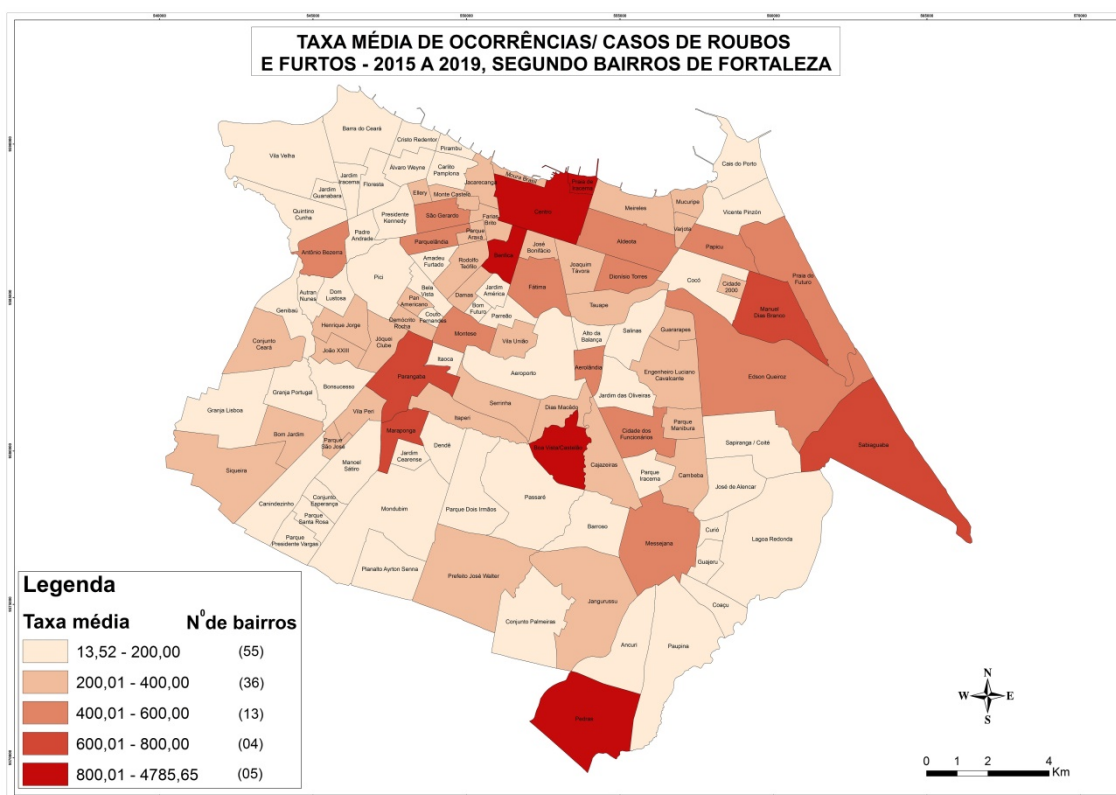 TAXA MÉDIA DE OCORRÊNCIAS/ CASOS DE ROUBOS
E FURTOS - 2015 A 2019, SEGUNDO BAIRROS DE FORTALEZA
Barra do Ceará
Vila Velha
Cristo Redentor
Pirambu
Jardim
Iracema
Floresta
Álvaro Weyne
Carlito
Pamplona
Jardim
Guanabara
Jacarecanga
Moura Brasil
Praia de
Iracema
Cais do Porto
Ellery
Monte Castelo
Quintino
Cunha
Presidente
Kennedy
São Gerardo
Farias
Brito
Centro
Meireles
Mucuripe
Varjota
Vicente Pinzón
Padre
Andrade
Parquelândia
Parque
Araxá
Antônio Bezerra
Benfica
José
Bonifácio
Aldeota
Papicu
Praia do
Futuro
Amadeu
Furtado
Rodolfo
Teófilo
Joaquim
Távora
Dionísio Torres
Pici
Bela
Vista
Jardim
América
Fátima
Cocó
Cidade
2000
Autran
Nunes
Dom
Lustosa
Pan
Americano
Damas
Bom
Futuro
Tauape
Manuel
Dias Branco
Genibaú
Henrique Jorge
Demócrito
Rocha
Couto
Fernandes
Parreão
Guararapes
Salinas
Conjunto
Ceará
João XXIII
Jóquei
Clube
Montese
Vila União
Alto da
Balança
Itaoca
Aeroporto
Aerolândia
Engenheiro Luciano
Cavalcante
Edson Queiroz
Parangaba
Granja Portugal
Bonsucesso
Jardim das Oliveiras
Granja Lisboa
Serrinha
Dias Macêdo
Vila Peri
Itaperi
Bom Jardim
Maraponga
Cidade dos
Funcionários
Parque
Manibura
Sabiaguaba
Parque
São José
Dendê
Boa Vista/Castelão
Sapiranga / Coité
Siqueira
Manoel
Sátiro
Jardim
Cearense
Cajazeiras
Parque
Iracema
Cambeba
José de Alencar
Canindezinho
Conjunto
Esperança
Passaré
Mondubim
Parque Dois Irmãos
Parque
Santa Rosa
Barroso
Curió
Parque
Presidente Vargas
Messejana
Lagoa Redonda
Guajeru
Planalto Ayrton Senna
Prefeito José Walter
Jangurussu
Coaçu
Conjunto Palmeiras
Ancuri
Paupina
Pedras
Legenda
Taxa média Nº de bairros
13,52 - 200,00 (55)
200,01 - 400,00 (36)
400,01 - 600,00 (13)
600,01 - 800,00 (04)
800,01 - 4785,65 (05)
N
W E
S
0 1 2 4
Km